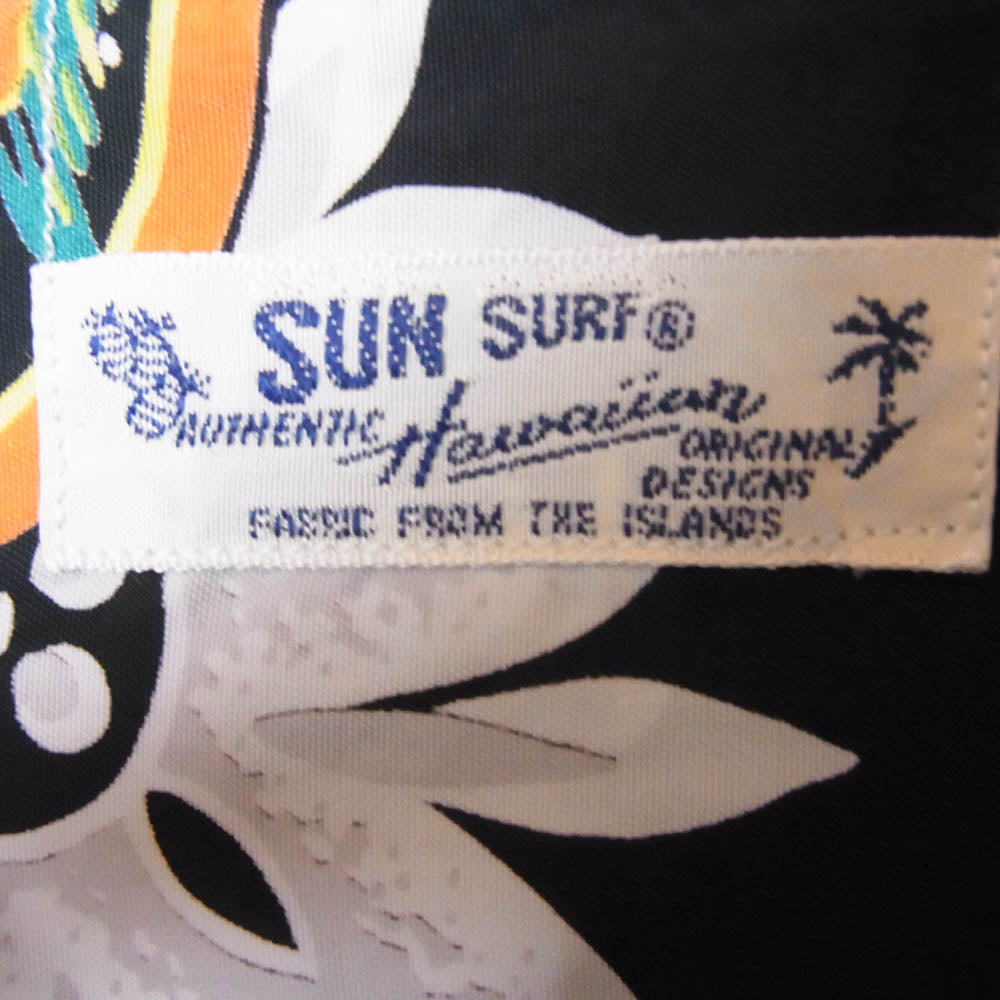 SUN SURF®
AUTHENTIC Hawaiian ORIGINAL
DESIGNS
FABRIC FROM THE ISLANDS